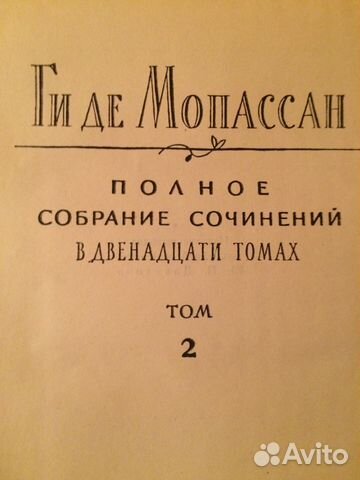 Ги де Мопассан
ПОЛНОЕ
СОБРАНИЕ СОЧИНЕНИЙ
В ДВЕНАДЦАТИ ТОМАХ
ТОМ
2
Avito